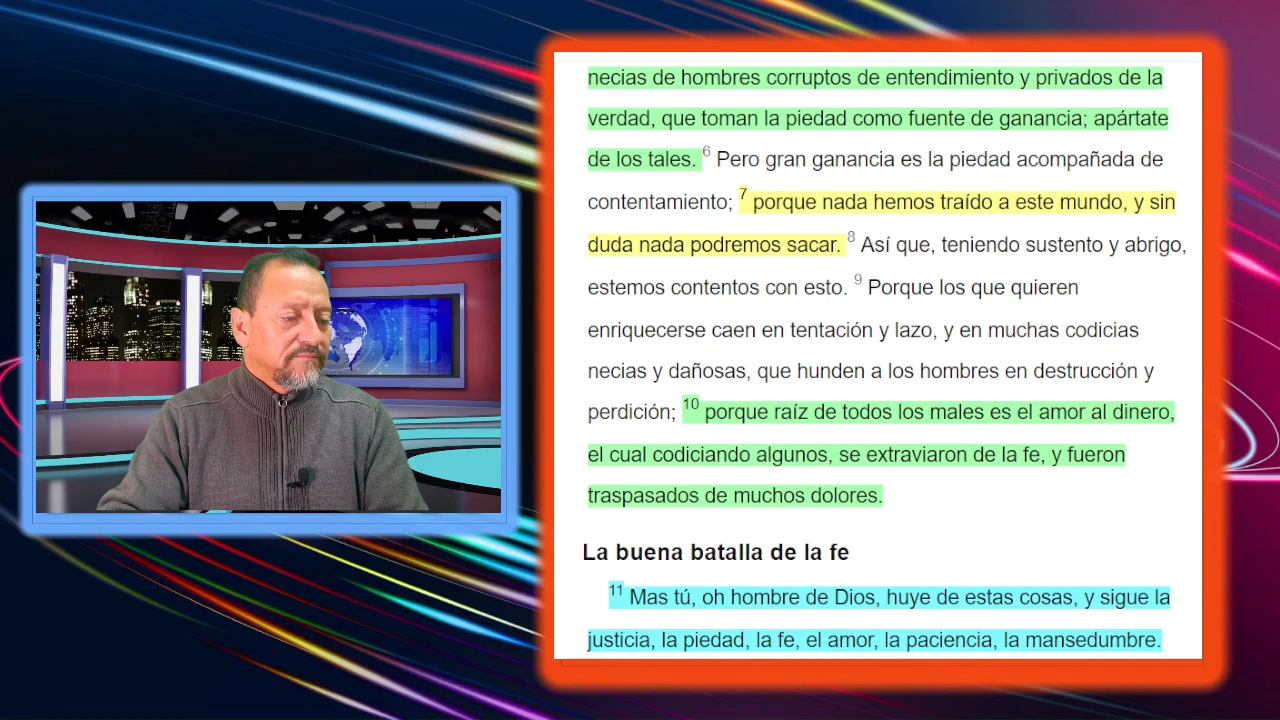 necias de hombres corruptos de entendimiento y privados de la
verdad, que toman la piedad como fuente de ganancia; apártate
de los tales. 6 Pero gran ganancia es la piedad acompañada de
contentamiento; 7 porque nada hemos traído a este mundo, y sin
duda nada podremos sacar. 8 Así que, teniendo sustento y abrigo,
estemos contentos con esto. 9 Porque los que quieren
enriquecerse caen en tentación y lazo, y en muchas codicias
necias y dañosas, que hunden a los hombres en destrucción y
perdición; 10 porque raíz de todos los males es el amor al dinero,
el cual codiciando algunos, se extraviaron de la fe, y fueron
traspasados de muchos dolores.
La buena batalla de la fe
11 Mas tú, oh hombre de Dios, huye de estas cosas, y sigue la
justicia, la piedad, la fe, el amor, la paciencia, la mansedumbre.